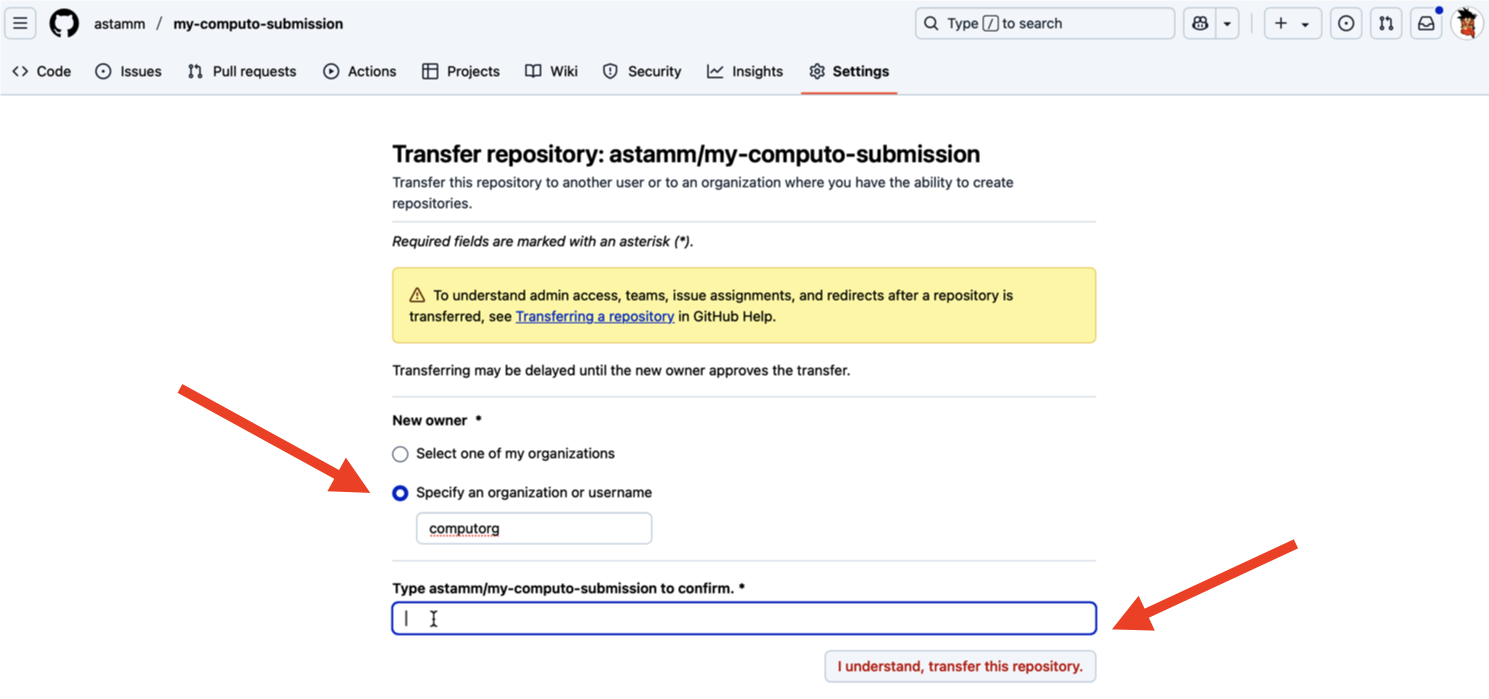 astamm / my-computo-submission
Type / to search
Code Issues Pull requests Actions Projects Wiki Security Insights Settings
Transfer repository: astamm/my-computo-submission
Transfer this repository to another user or to an organization where you have the ability to create
repositories.
Required fields are marked with an asterisk (*).
To understand admin access, teams, issue assignments, and redirects after a repository is
transferred, see Transferring a repository in GitHub Help.
Transferring may be delayed until the new owner approves the transfer.
New owner *
Select one of my organizations
Specify an organization or username
computorg
Type astamm/my-computo-submission to confirm. *
I understand, transfer this repository.